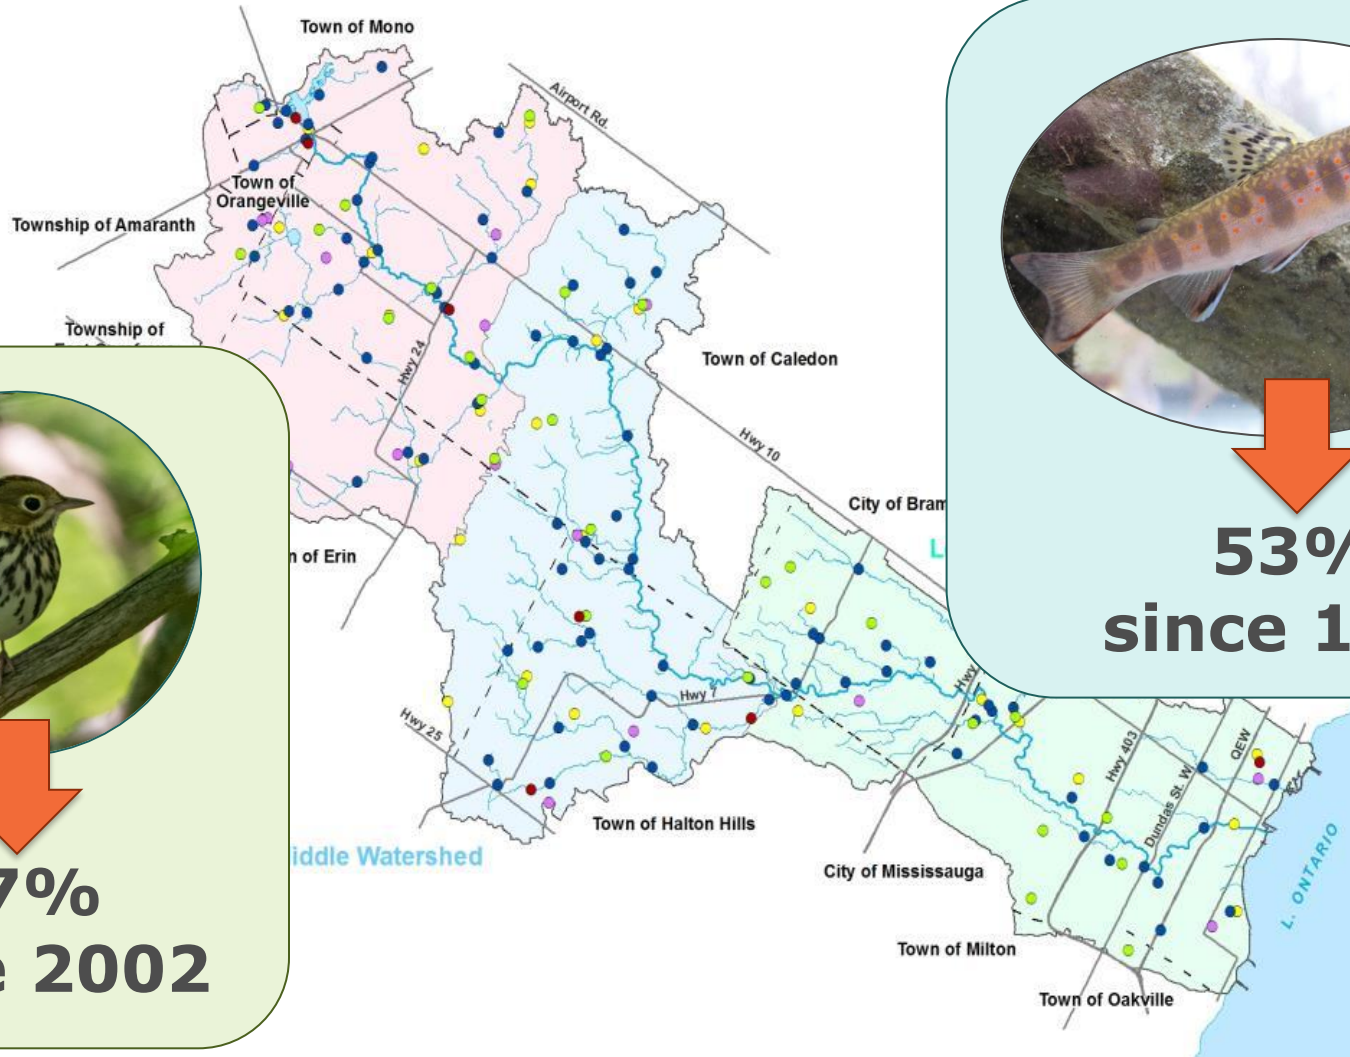 Town of Mono
Airport Rd.
Town of
Orangeville
Township of Amaranth
Township of
Hwy 24
Town of Caledon
Hwy 10
City of Bram
L
n of Erin
53%
since 1
Hwy
Hwy 7
Hwy 25
Hwy 403
QEW
Dundas St. W.
Town of Halton Hills
iddle Watershed
City of Mississauga
L. ONTARIO
7%
e 2002
Town of Milton
Town of Oakville